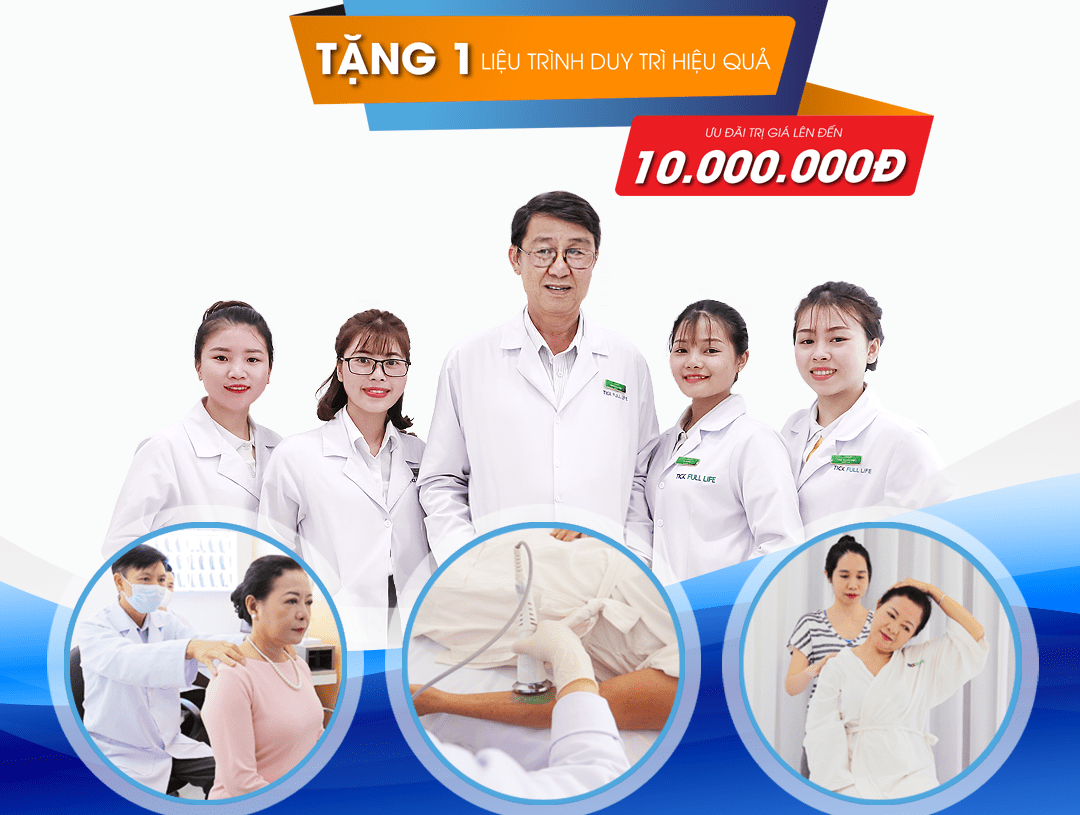 TẶNG 1 LIỆU TRÌNH DUY TRÌ HIỆU QUẢ
ƯU ĐÃI TRỊ GIÁ LÊN ĐẾN
10.000.000Đ
TICK FULL LIFE
TICK FULL LIFE
TICK FULL LIFE